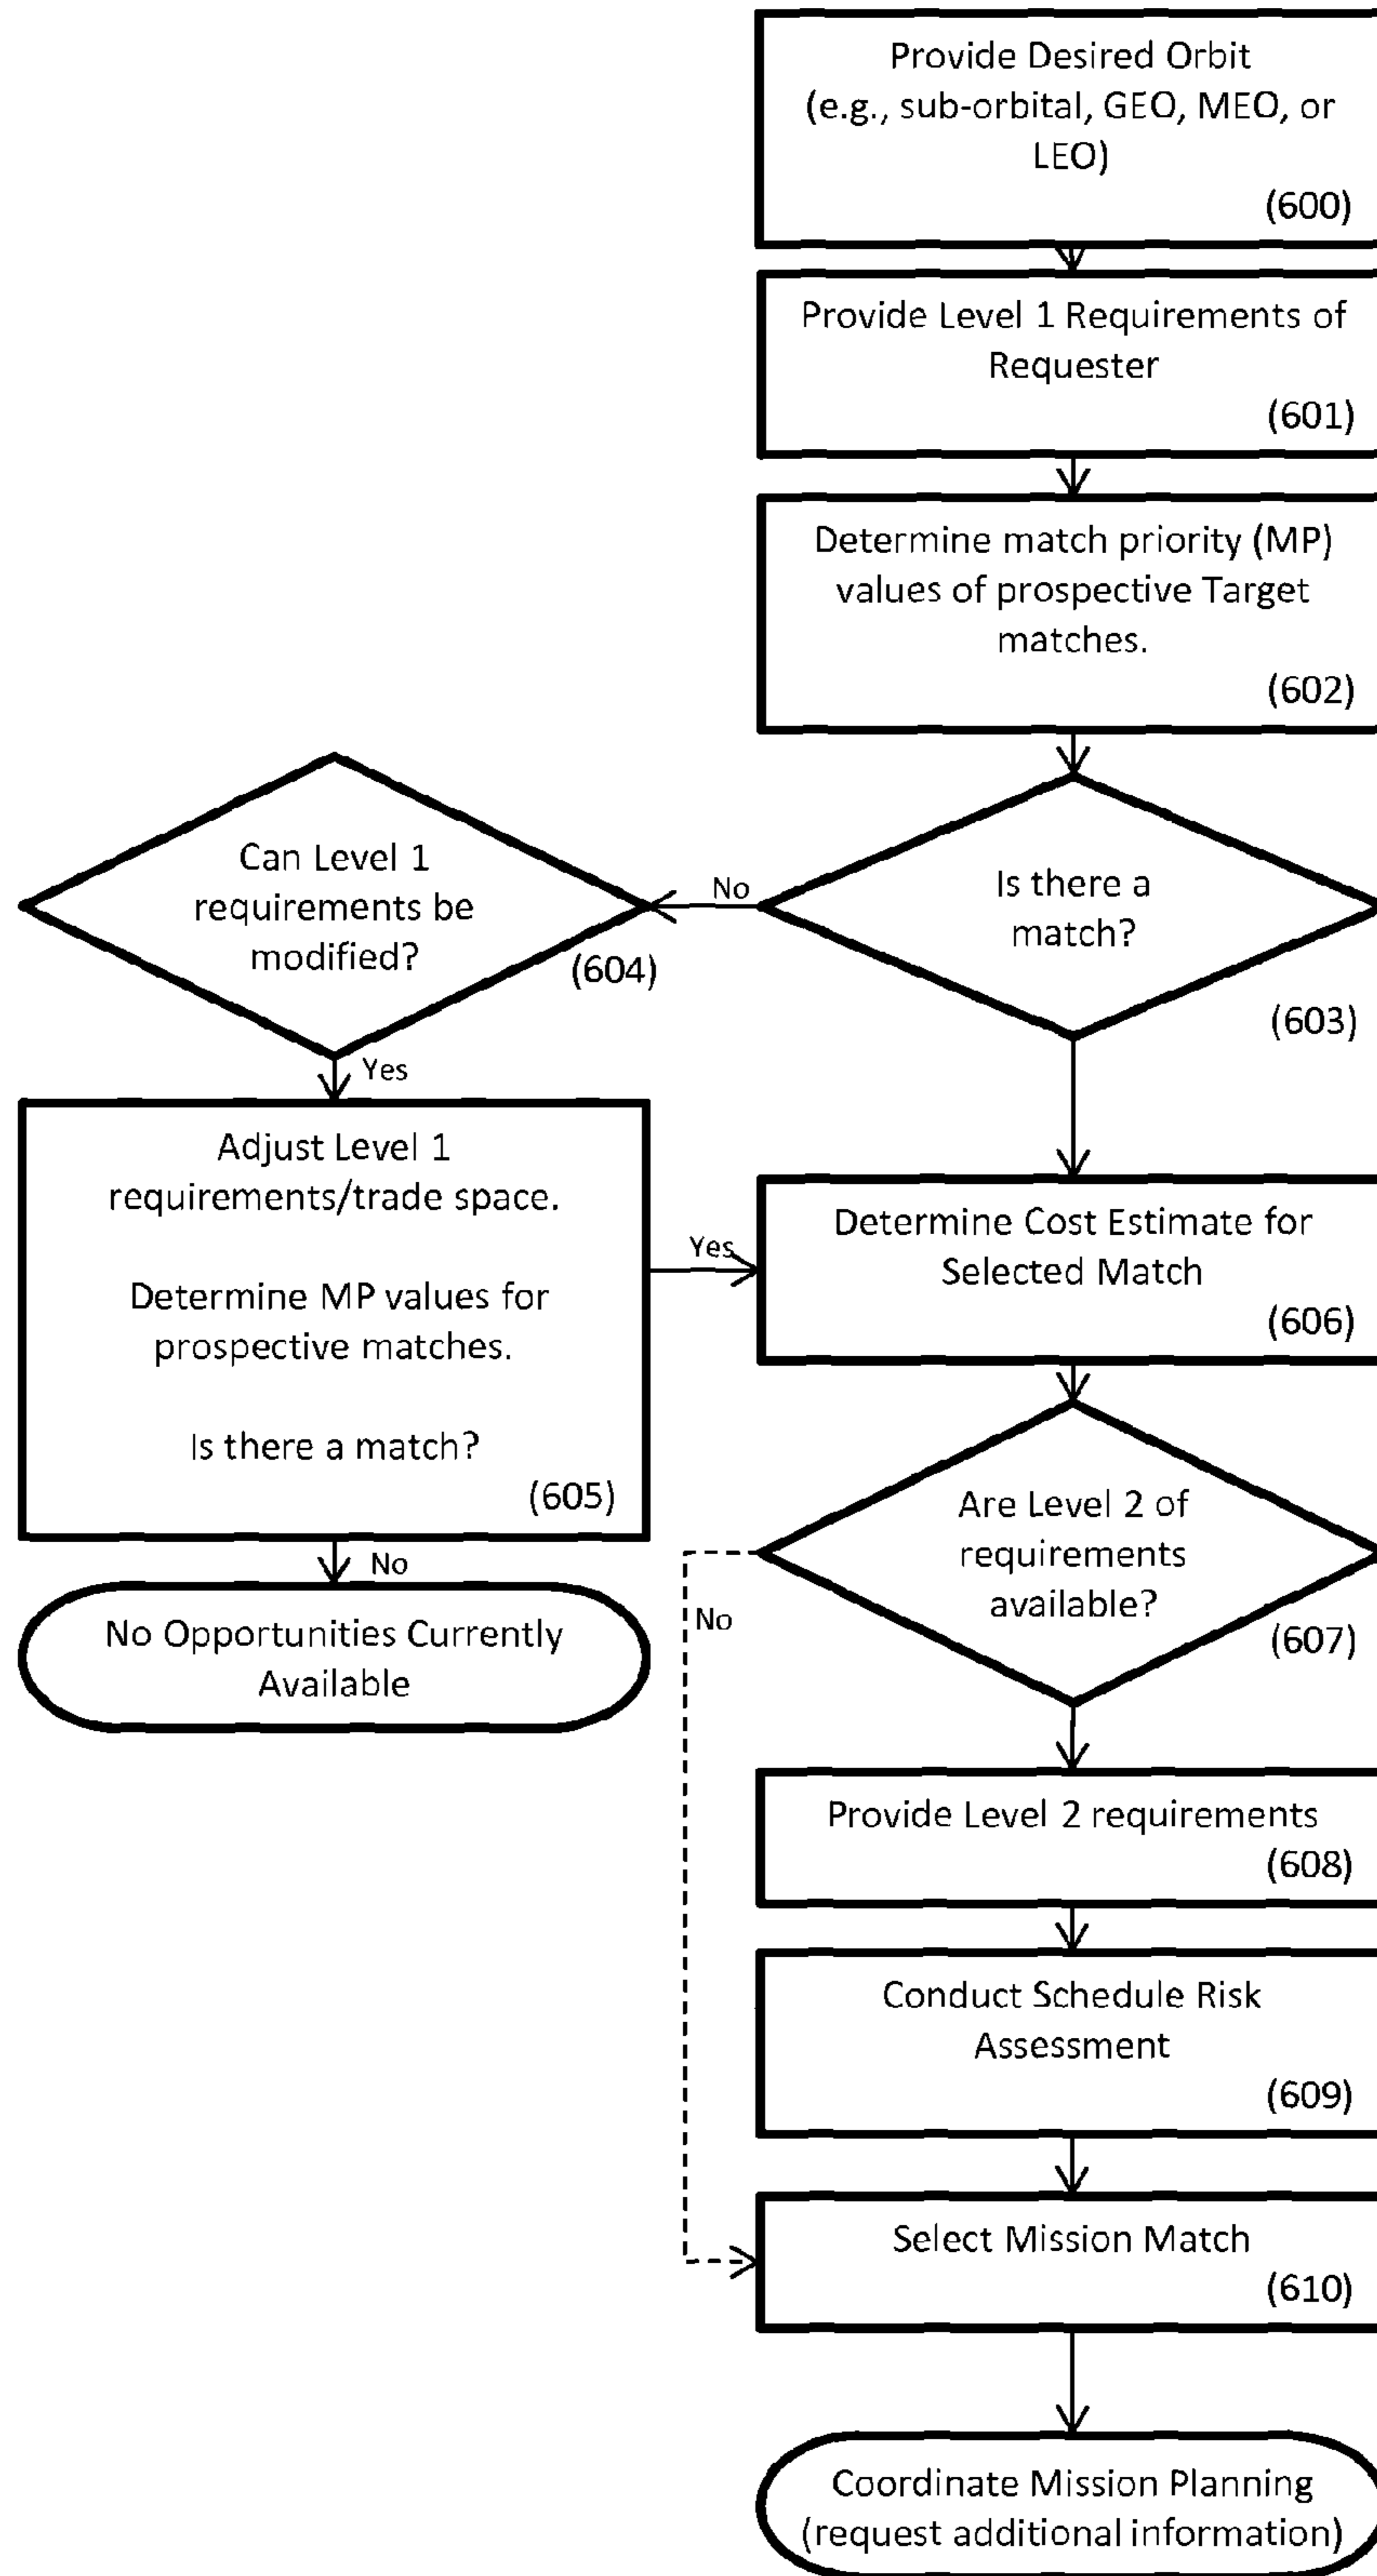 Provide Desired Orbit
(e.g., sub-orbital, GEO, MEO, or
LEO)
(600)
Provide Level 1 Requirements of
Requester
(601)
Determine match priority (MP)
values of prospective Target
matches.
(602)
Is there a
match?
(603)
No
Can Level 1
requirements be
modified?
(604)
Yes
Adjust Level 1
requirements/trade space.
Determine MP values for
prospective matches.
Is there a match?
(605)
Yes
No
No Opportunities Currently
Available
Determine Cost Estimate for
Selected Match
(606)
Are Level 2 of
requirements
available?
(607)
No
Provide Level 2 requirements
(608)
Conduct Schedule Risk
Assessment
(609)
Select Mission Match
(610)
Coordinate Mission Planning
(request additional information)